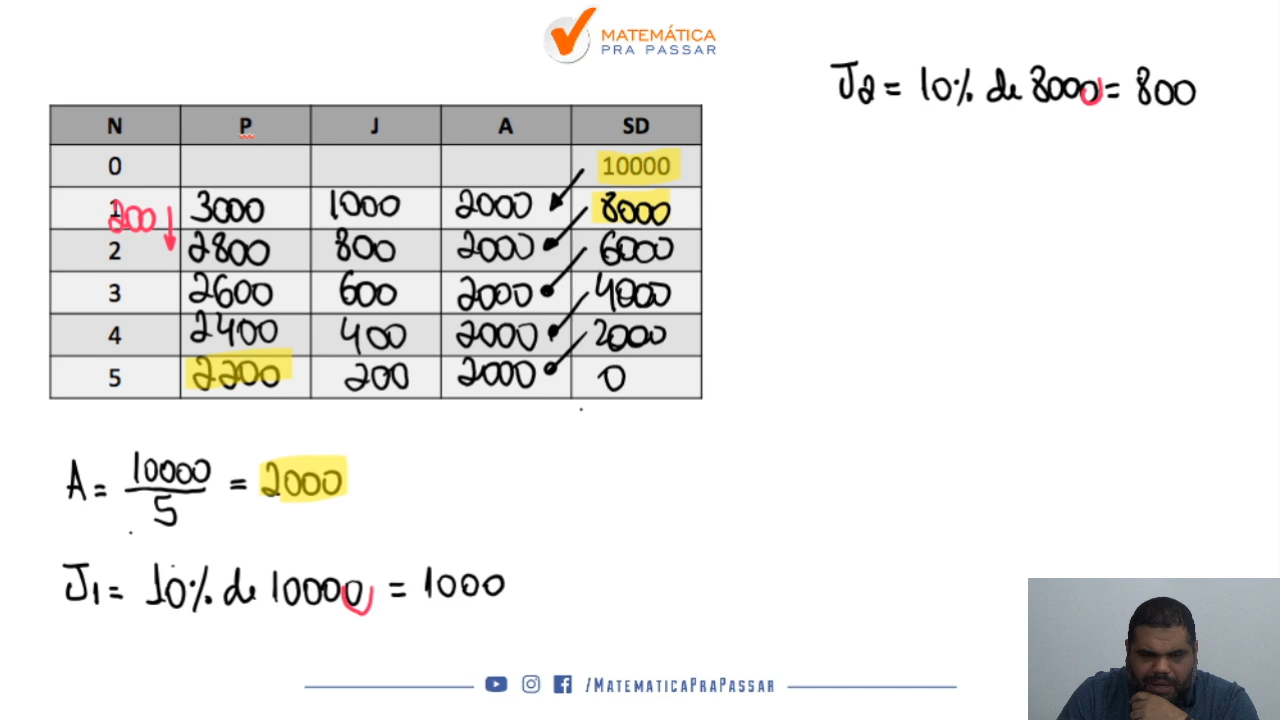 MATEMÁTICA
PRA PASSAR
J2 = 10% de 8000 = 800
N P J A SD
0 10000
1 3000 1000 2000 8000
200
2 2800 800 2000 6000
3 2600 600 2000 4000
4 2400 400 2000 2000
5 2200 200 2000 0
A = 10000/5 = 2000
J1 = 10% de 10000 = 1000
/MATEMATICAPRAPASSAR